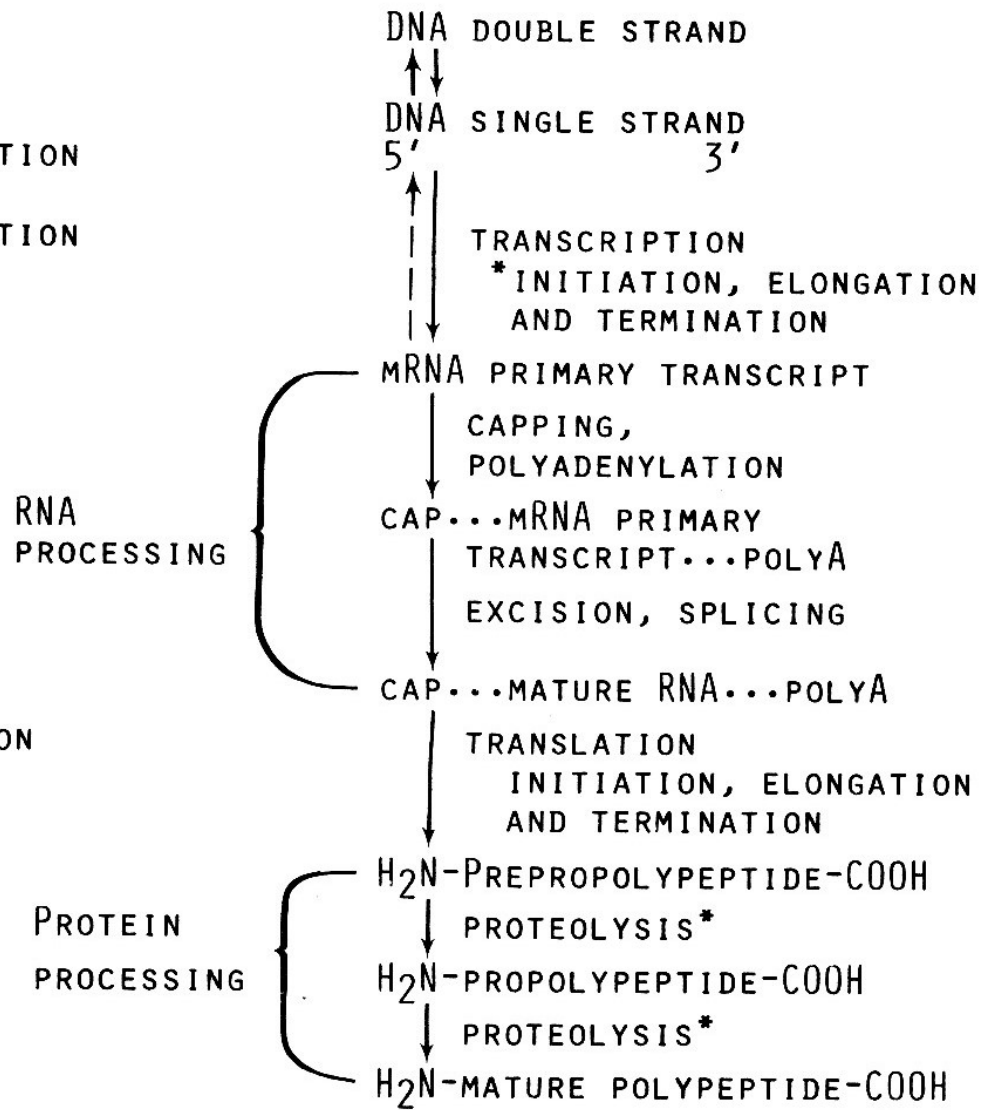 DNA DOUBLE STRAND
DNA SINGLE STRAND
5' 3'
TION
TION
TRANSCRIPTION
*INITIATION, ELONGATION
AND TERMINATION
mRNA PRIMARY TRANSCRIPT
CAPPING,
POLYADENYLATION
RNA
PROCESSING
CAP···mRNA PRIMARY
TRANSCRIPT···POLYA
EXCISION, SPLICING
CAP···MATURE RNA···POLYA
ON
TRANSLATION
INITIATION, ELONGATION
AND TERMINATION
H2N-PREPROPOLYPEPTIDE-COOH
PROTEIN
PROCESSING
PROTEOLYSIS*
H2N-PROPOLYPEPTIDE-COOH
PROTEOLYSIS*
H2N-MATURE POLYPEPTIDE-COOH